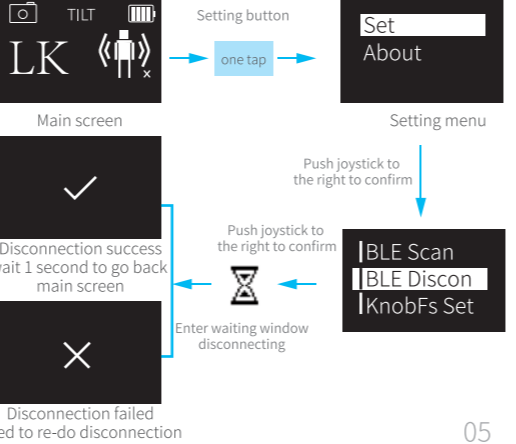 TILT
Setting button
LK
one tap
Set
About
Main screen
Setting menu
Push joystick to
the right to confirm
Push joystick to
the right to confirm
BLE Scan
BLE Discon
KnobFs Set
Disconnection success
wait 1 second to go back
main screen
Enter waiting window
disconnecting
Disconnection failed
to re-do disconnection
05